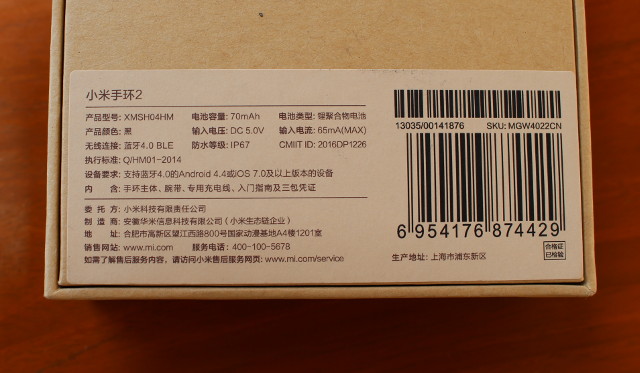 小米手环2
产品型号: XMSH04HM 电池容量: 70mAh 电池类型: 锂聚合物电池
产品颜色: 黑 输入电压: DC 5.0V 输入电流: 65mA(MAX)
无线连接: 蓝牙4.0 BLE 防水等级: IP67 CMIIT ID: 2016DP1226
执行标准: Q/HM01-2014
设备要求: 支持蓝牙4.0的Android 4.4或iOS 7.0及以上版本的设备
内 含: 手环主体、腕带、专用充电线、入门指南及三包凭证
委 托 方: 小米科技有限责任公司
制 造 商: 安徽华米信息科技有限公司（小米生态链企业）
地 址: 合肥市高新区望江西路800号国家动漫基地A4楼1201室
销售网站: www.mi.com 服务电话: 400-100-5678
如需了解售后服务内容，请访问小米售后服务网页: www.mi.com/service
13035/00141876 SKU: MGW4022CN
6 954176 874429
合格证
已检验
生产地址: 上海市浦东新区